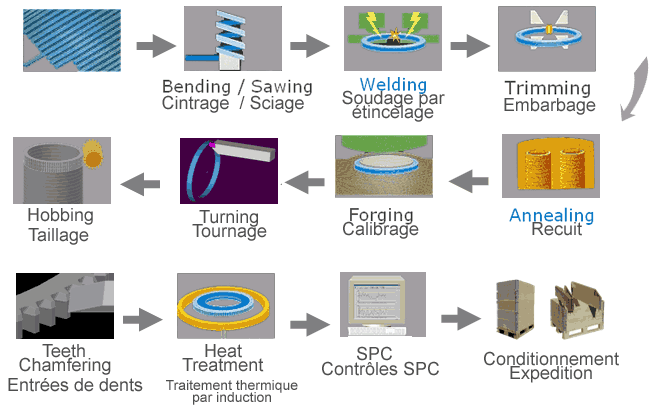 Bending / Sawing
Cintrage / Sciage
Welding
Soudage par
étincelage
Trimming
Embarbage
Hobbing
Taillage
Turning
Tournage
Forging
Calibrage
Annealing
Recuit
Teeth
Chamfering
Entrées de dents
Heat
Treatment
Traitement thermique
par induction
SPC
Contrôles SPC
Conditionnement
Expedition